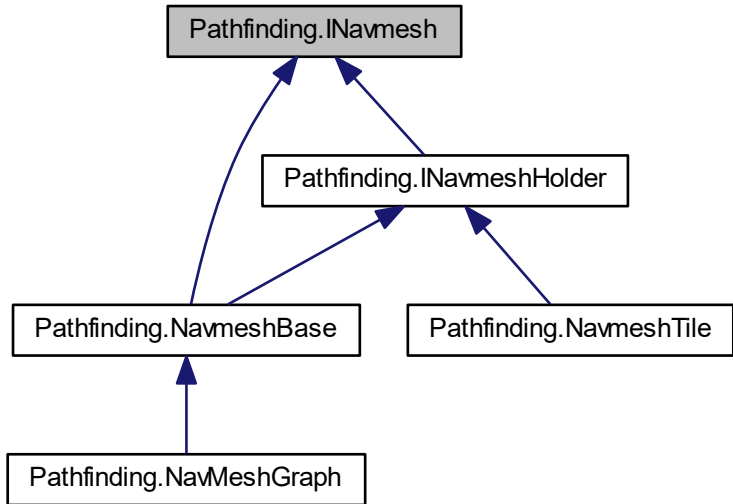 Pathfinding.INavmesh
Pathfinding.INavmeshHolder
Pathfinding.NavmeshBase
Pathfinding.NavmeshTile
Pathfinding.NavMeshGraph